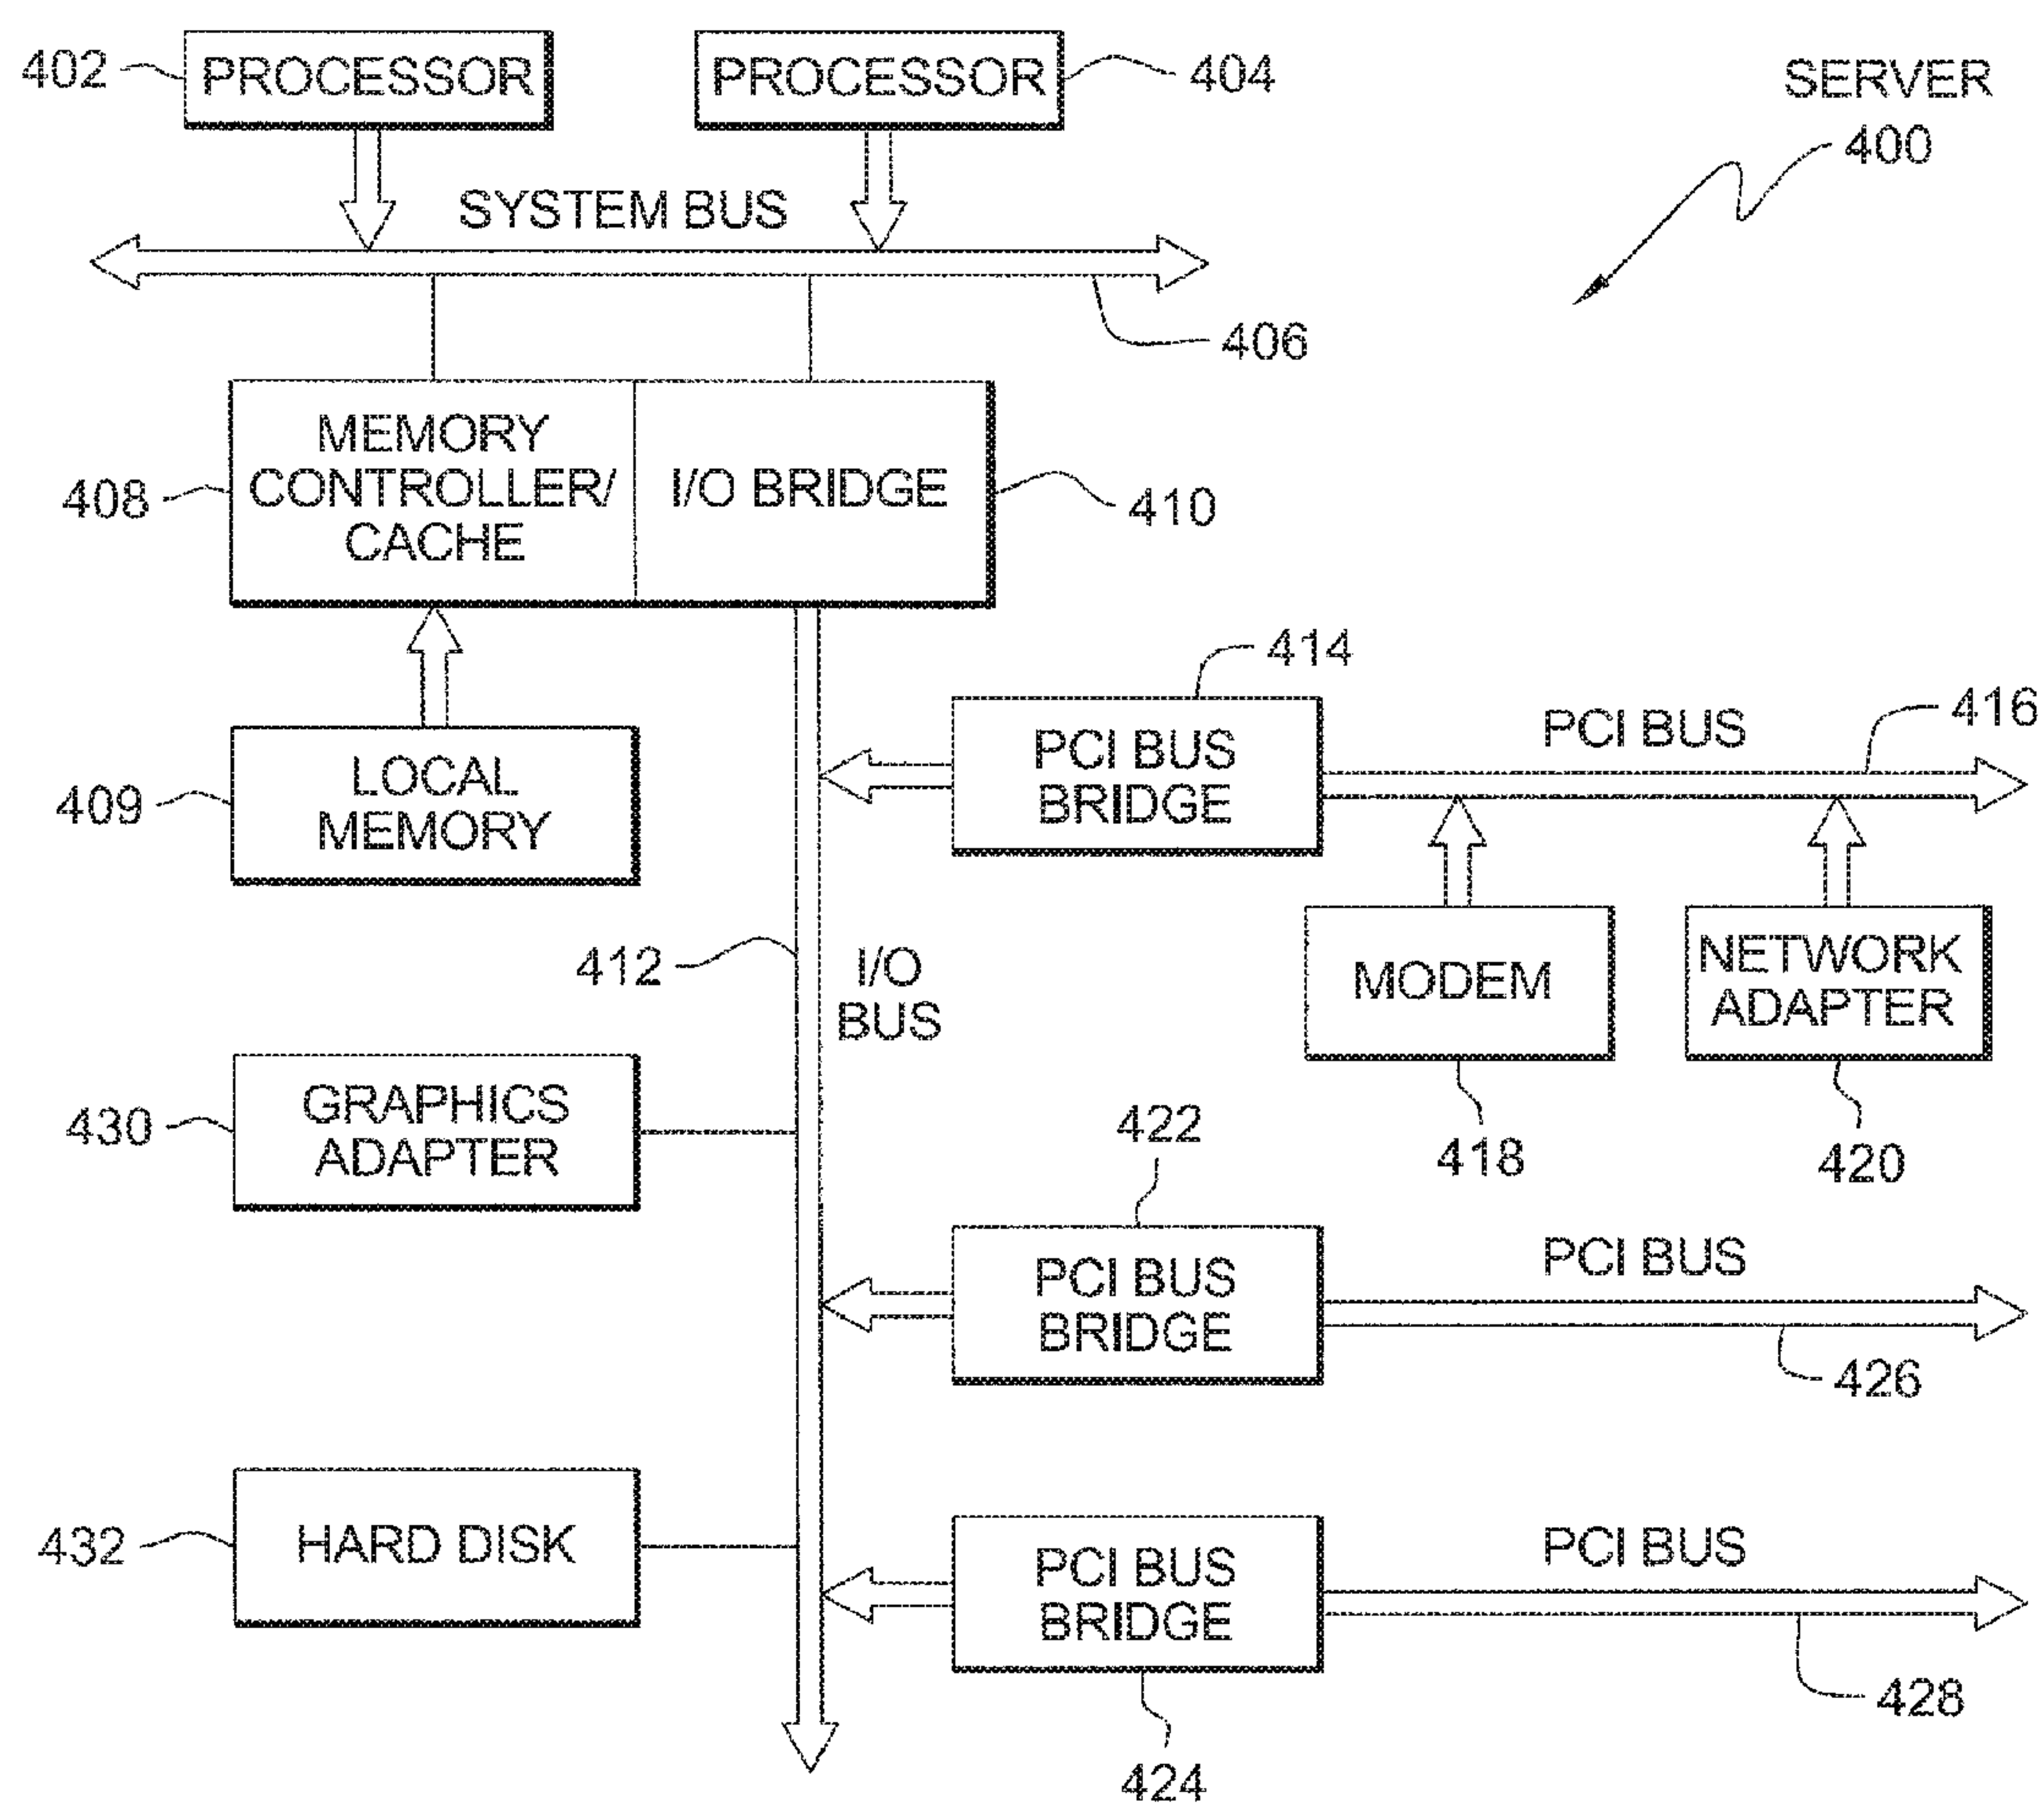 402
PROCESSOR
PROCESSOR
404
SERVER
400
SYSTEM BUS
406
408
MEMORY
CONTROLLER/
CACHE
I/O BRIDGE
410
409
LOCAL
MEMORY
414
PCI BUS
BRIDGE
PCI BUS
416
412
I/O
BUS
MODEM
418
NETWORK
ADAPTER
420
430
GRAPHICS
ADAPTER
422
PCI BUS
BRIDGE
PCI BUS
426
432
HARD DISK
PCI BUS
BRIDGE
424
PCI BUS
428